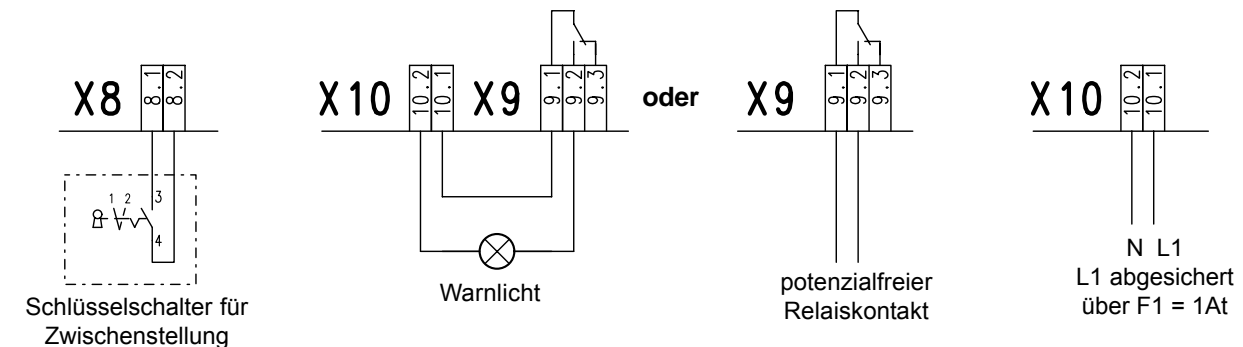 X8 8.1 8.2
X10 10.2 10.1
X9 9.1 9.2 9.3
oder
X9 9.1 9.2 9.3
X10 10.2 10.1
1 2 3
4
Schlüsselschalter für
Zwischenstellung
Warnlicht
potenzialfreier
Relaiskontakt
N L1
L1 abgesichert
über F1 = 1At